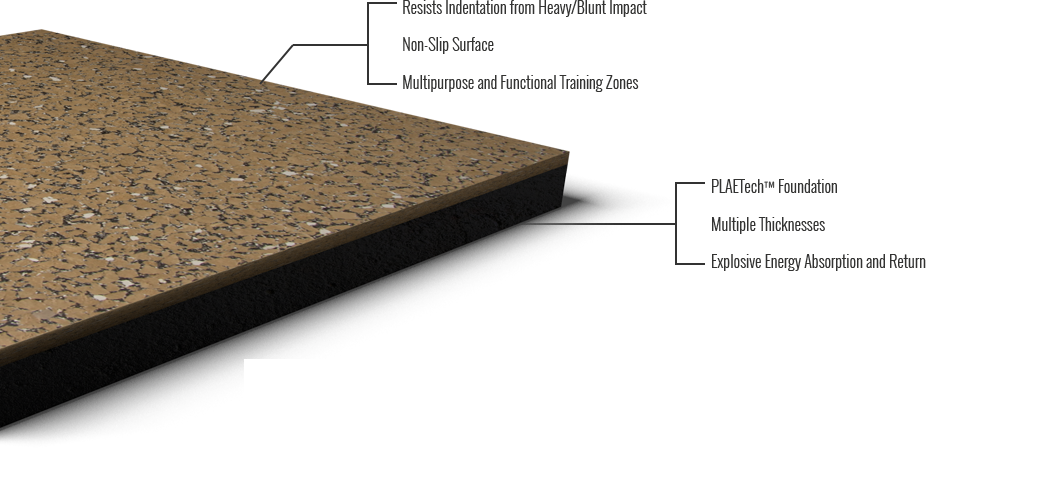 Resists Indentation from Heavy/Blunt Impact
Non-Slip Surface
Multipurpose and Functional Training Zones
PLAETech™ Foundation
Multiple Thicknesses
Explosive Energy Absorption and Return